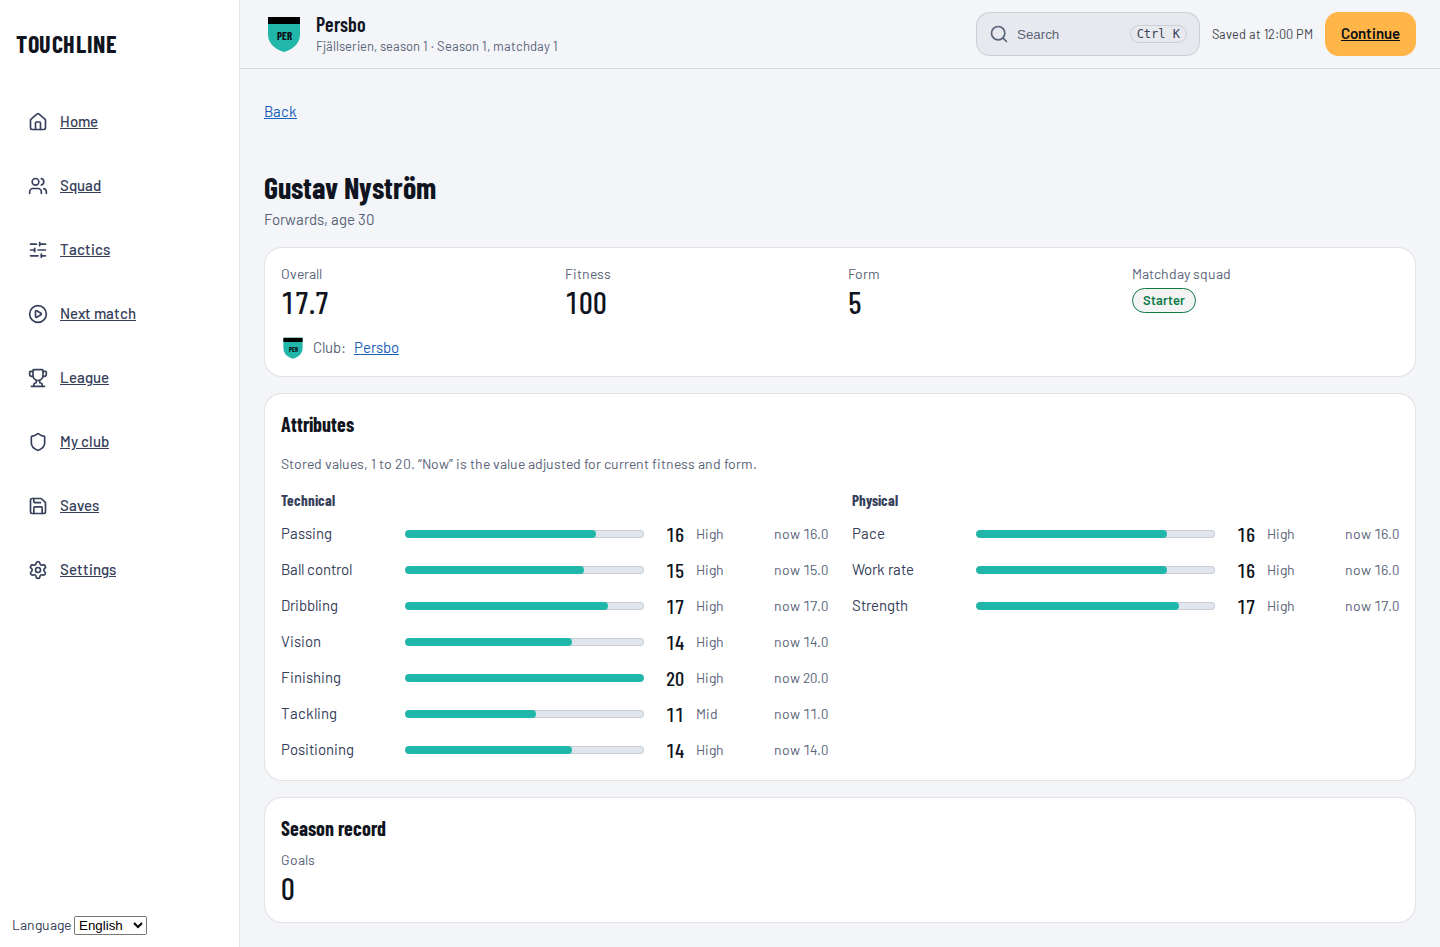 TOUCHLINE
Home
Squad
Tactics
Next match
League
My club
Saves
Settings
Language English
PER
Persbo
Fjällserien, season 1 · Season 1, matchday 1
Search Ctrl K
Saved at 12:00 PM
Continue
Back
Gustav Nyström
Forwards, age 30
Overall Fitness Form Matchday squad
17.7 100 5 Starter
PER Club: Persbo
Attributes
Stored values, 1 to 20. “Now” is the value adjusted for current fitness and form.
Technical
Passing 16 High now 16.0
Ball control 15 High now 15.0
Dribbling 17 High now 17.0
Vision 14 High now 14.0
Finishing 20 High now 20.0
Tackling 11 Mid now 11.0
Positioning 14 High now 14.0
Physical
Pace 16 High now 16.0
Work rate 16 High now 16.0
Strength 17 High now 17.0
Season record
Goals
0